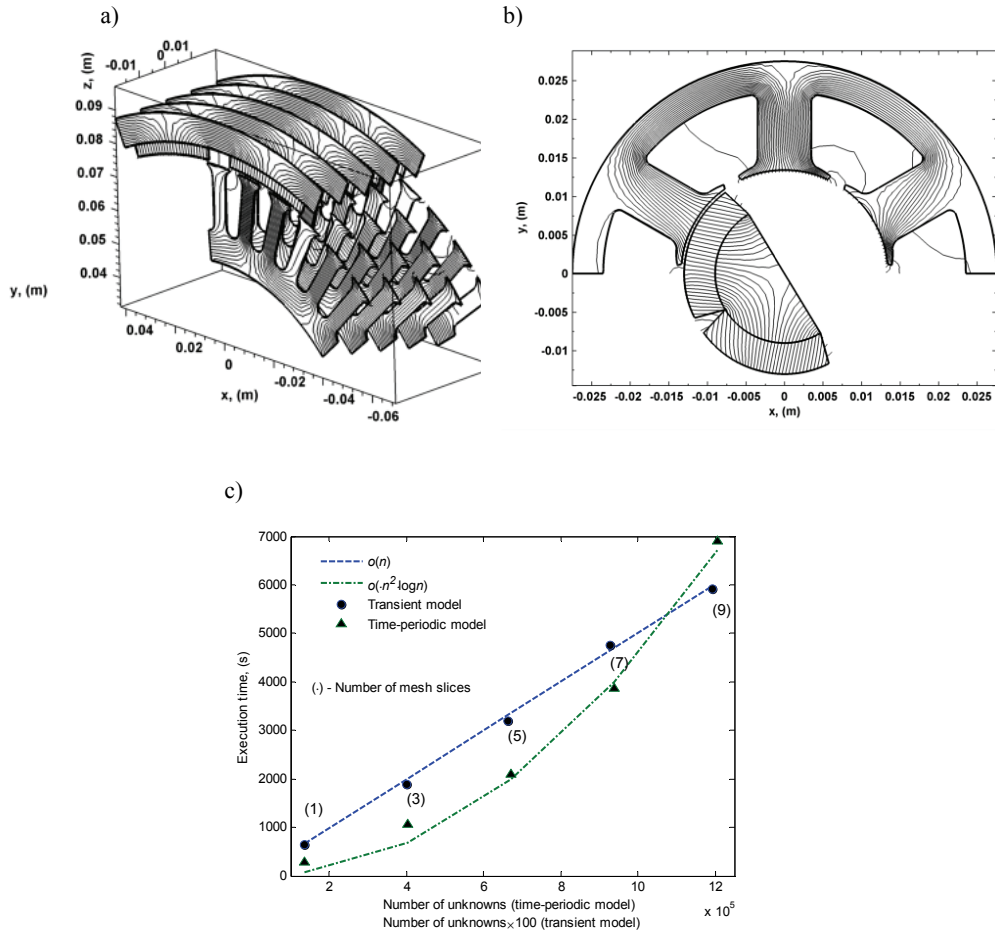 a)
b)
0.01
0
-0.01
z, (m)
0.09
0.08
0.07
0.06
0.05
0.04
y, (m)
0.04
0.02
0
-0.02
-0.04
-0.06
x, (m)
0.025
0.02
0.015
0.01
0.005
0
-0.005
-0.01
y, (m)
-0.025 -0.02 -0.015 -0.01 -0.005 0 0.005 0.01 0.015 0.02 0.025
x, (m)
c)
7000
6000
5000
4000
3000
2000
1000
0
Execution time, (s)
o(n)
o(·n²·logn)
Transient model
Time-periodic model
(·) - Number of mesh slices
(1)
(3)
(5)
(7)
(9)
2 4 6 8 10 12
x 10⁵
Number of unknowns (time-periodic model)
Number of unknowns×100 (transient model)